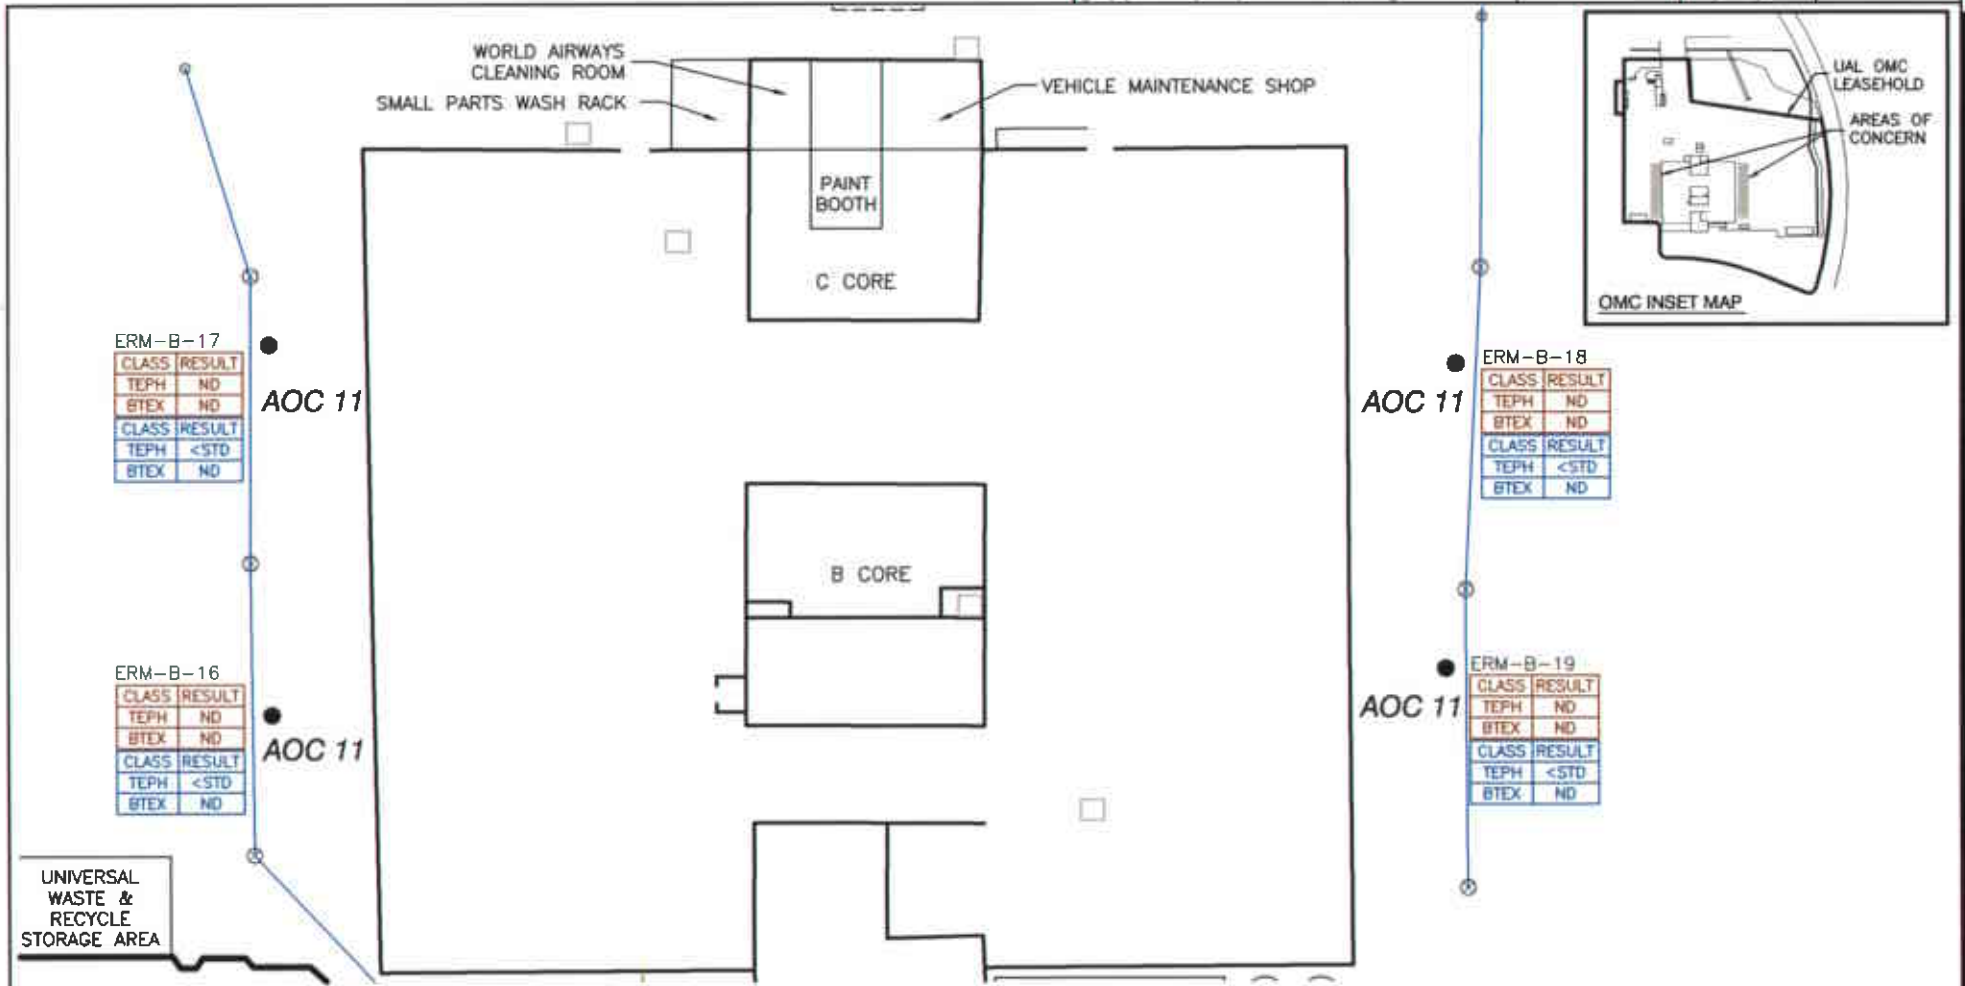 WORLD AIRWAYS
CLEANING ROOM
SMALL PARTS WASH RACK
VEHICLE MAINTENANCE SHOP
PAINT
BOOTH
C CORE
B CORE
UAL OMC
LEASEHOLD
AREAS OF
CONCERN
OMC INSET MAP
ERM-B-17
CLASS RESULT
TEPH ND
BTEX ND
CLASS RESULT
TEPH <STD
BTEX ND
AOC 11
ERM-B-18
CLASS RESULT
TEPH ND
BTEX ND
CLASS RESULT
TEPH <STD
BTEX ND
AOC 11
ERM-B-16
CLASS RESULT
TEPH ND
BTEX ND
CLASS RESULT
TEPH <STD
BTEX ND
AOC 11
ERM-B-19
CLASS RESULT
TEPH ND
BTEX ND
CLASS RESULT
TEPH <STD
BTEX ND
AOC 11
UNIVERSAL
WASTE &
RECYCLE
STORAGE AREA